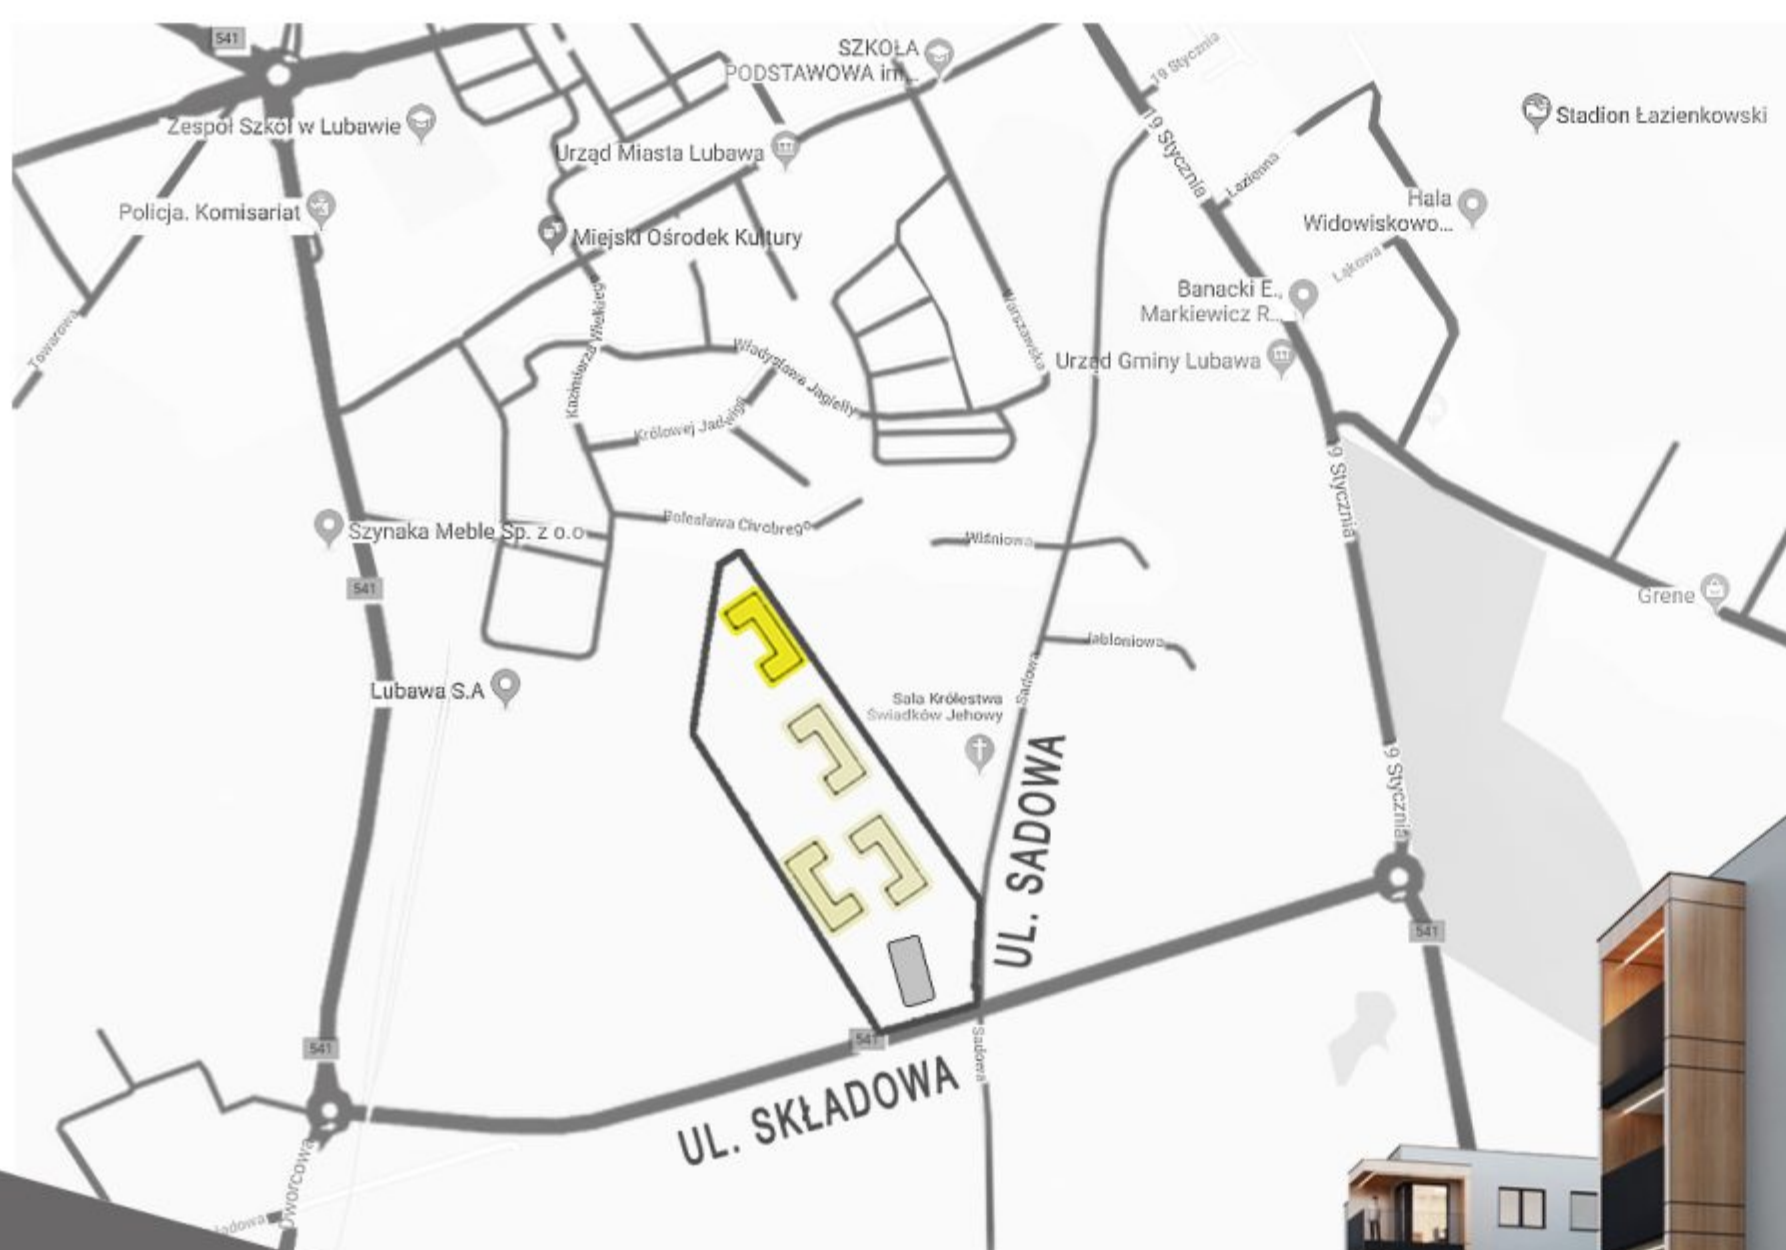 541
SZKOŁA
PODSTAWOWA im...
19 Stycznia
Zespół Szkół w Lubawie
Urząd Miasta Lubawa
19 Stycznia
Stadion Łazienkowski
Łazienna
Policja. Komisariat
Miejski Ośrodek Kultury
Hala
Widowiskowo...
Łąkowa
Banacki E.,
Markiewicz R...
Towarowa
Kazimierza Wielkiego
Warszawska
Urząd Gminy Lubawa
Władysława Jagiełły
Królowej Jadwigi
19 Stycznia
Szynaka Meble Sp. z o.o
Bolesława Chrobrego
Wiśniowa
541
Grene
Jabłoniowa
Sadowa
Lubawa S.A
Sala Królestwa
Świadków Jehowy
UL. SADOWA
19 Stycznia
541
541
541
Sadowa
UL. SKŁADOWA
Dworcowa